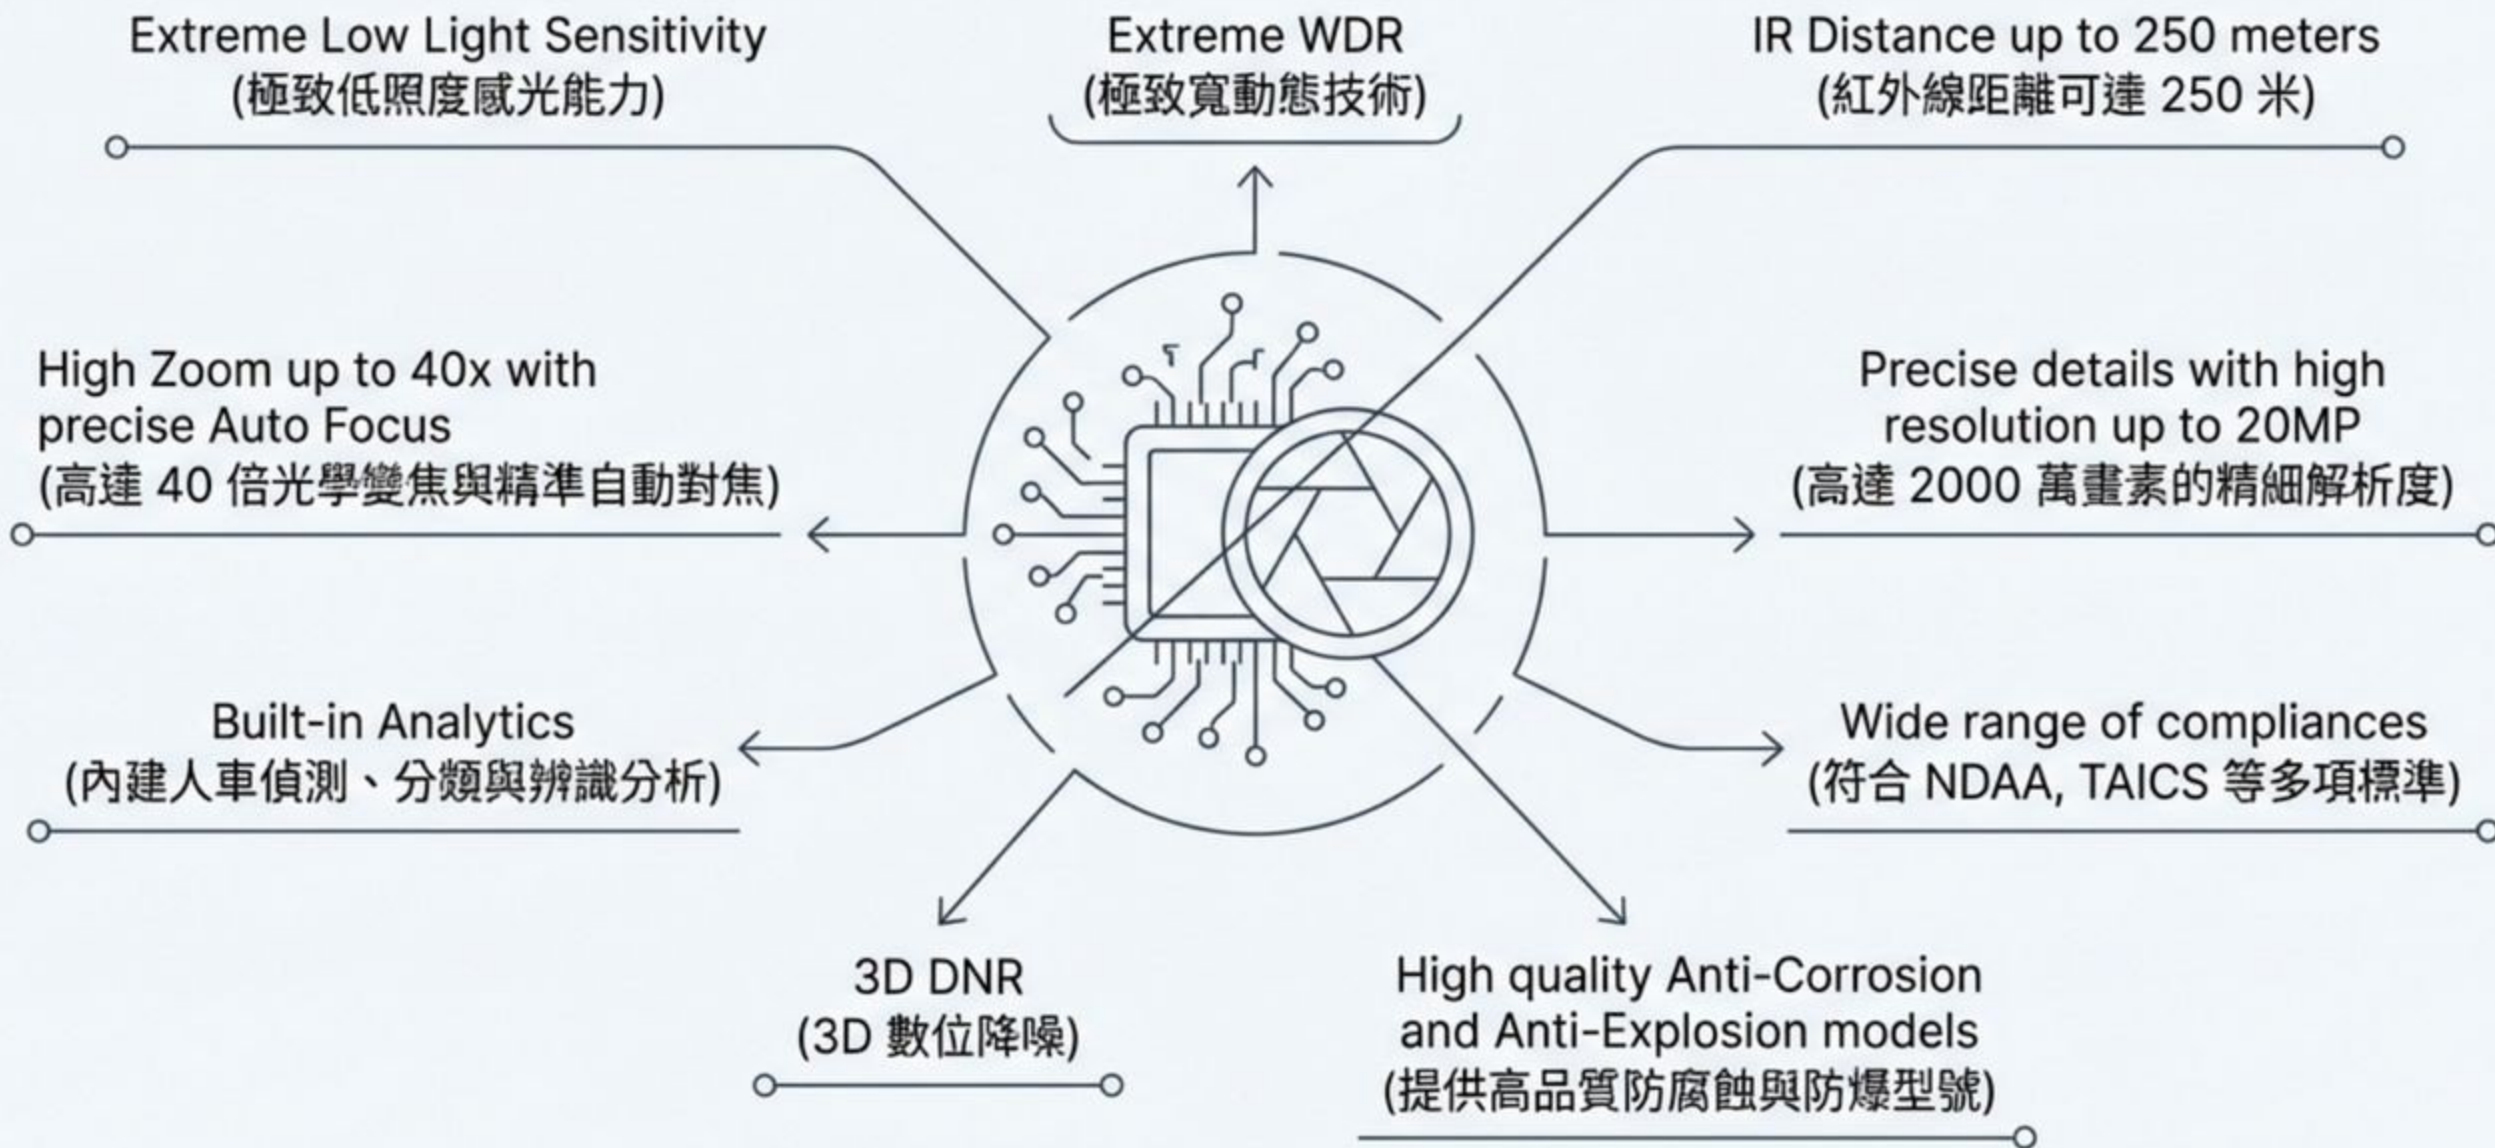 Extreme Low Light Sensitivity
(極致低照度感光能力)
Extreme WDR
(極致寬動態技術)
IR Distance up to 250 meters
(紅外線距離可達 250 米)
High Zoom up to 40x with
precise Auto Focus
(高達 40 倍光學變焦與精準自動對焦)
Precise details with high
resolution up to 20MP
(高達 2000 萬畫素的精細解析度)
Built-in Analytics
(內建人車偵測、分類與辨識分析)
Wide range of compliances
(符合 NDAA, TAICS 等多項標準)
3D DNR
(3D 數位降噪)
High quality Anti-Corrosion
and Anti-Explosion models
(提供高品質防腐蝕與防爆型號)